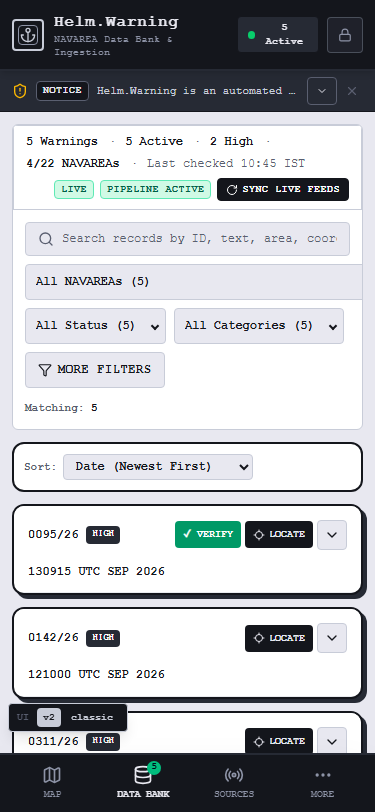 Helm.Warning
NAVAREA Data Bank &
Ingestion
5
Active
NOTICE Helm.Warning is an automated …
5 Warnings · 5 Active · 2 High ·
4/22 NAVAREAs · Last checked 10:45 IST
LIVE PIPELINE ACTIVE SYNC LIVE FEEDS
Search records by ID, text, area, coor
All NAVAREAs (5)
All Status (5) All Categories (5)
MORE FILTERS
Matching: 5
Sort: Date (Newest First)
0095/26 HIGH ✓ VERIFY LOCATE
130915 UTC SEP 2026
0142/26 HIGH LOCATE
121000 UTC SEP 2026
UI v2 classic
0311/26 HIGH LOCATE
5
MAP DATA BANK SOURCES MORE